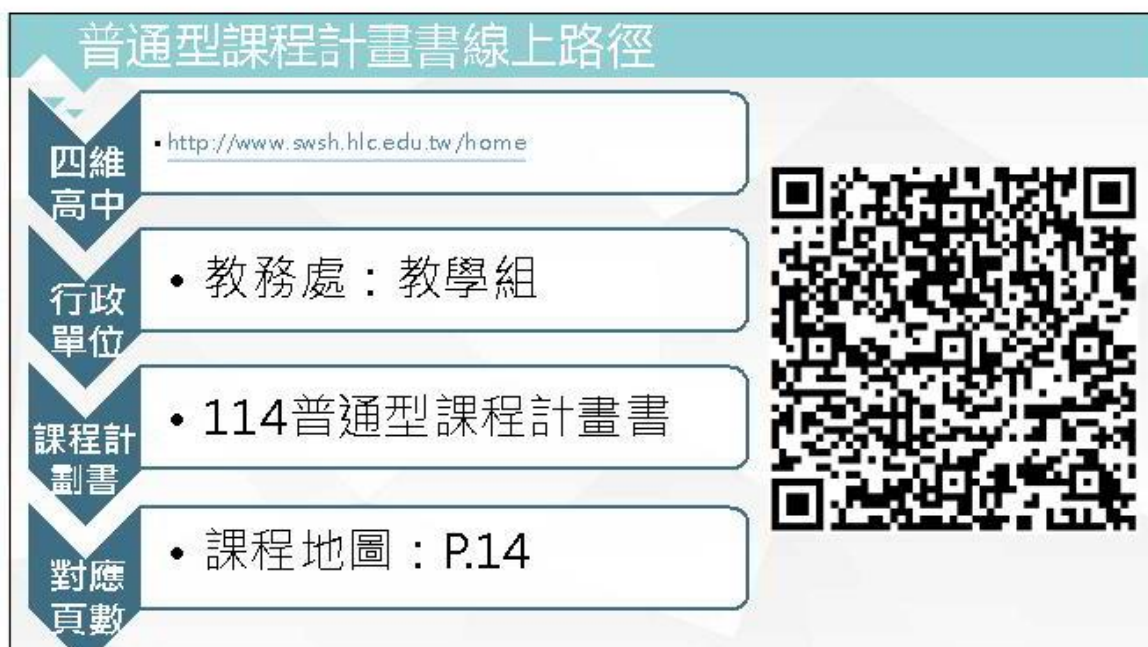 普通型課程計畫書線上路徑
四維
高中
▪ http://www.swsh.hlc.edu.tw/home
行政
單位
• 教務處：教學組
課程計
劃書
• 114普通型課程計畫書
對應
頁數
• 課程地圖：P.14